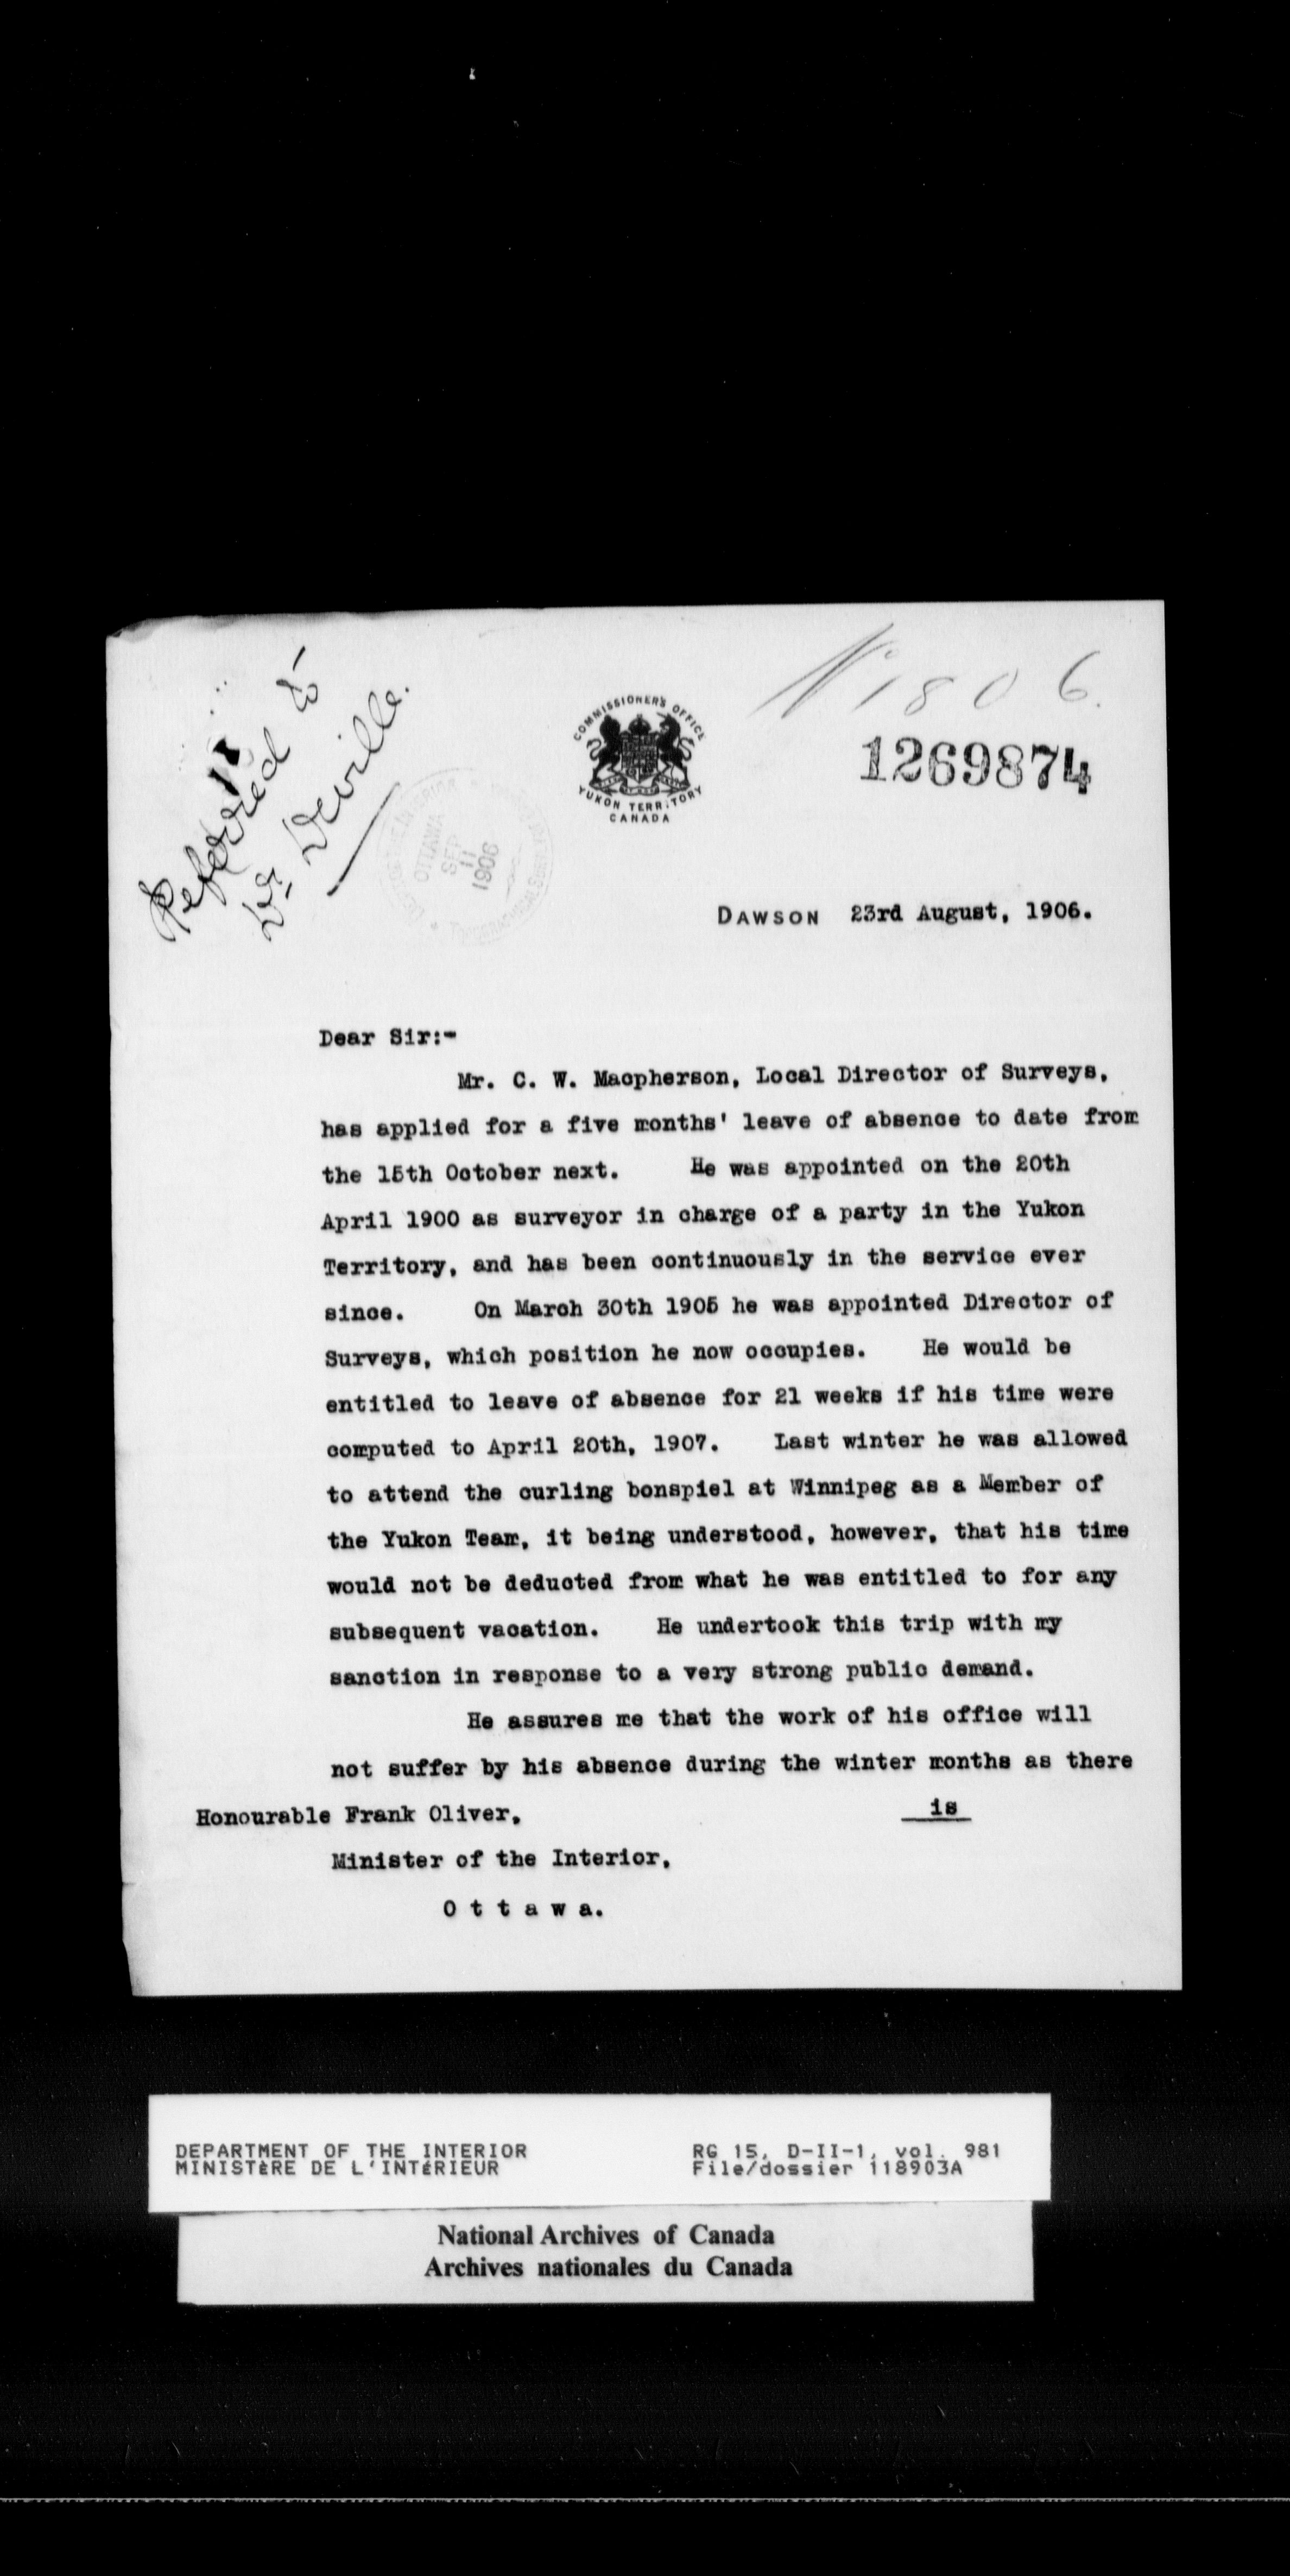 Referred to
Dr. Deville.
N 1806.
COMMISSIONER'S OFFICE
YUKON TERRITORY
CANADA
1269874
OTTAWA
SEP
11
1906
DAWSON 23rd August, 1906.
Dear Sir:-
Mr. C. W. Macpherson, Local Director of Surveys,
has applied for a five months' leave of absence to date from
the 15th October next. He was appointed on the 20th
April 1900 as surveyor in charge of a party in the Yukon
Territory, and has been continuously in the service ever
since. On March 30th 1905 he was appointed Director of
Surveys, which position he now occupies. He would be
entitled to leave of absence for 21 weeks if his time were
computed to April 20th, 1907. Last winter he was allowed
to attend the curling bonspiel at Winnipeg as a Member of
the Yukon Team, it being understood, however, that his time
would not be deducted from what he was entitled to for any
subsequent vacation. He undertook this trip with my
sanction in response to a very strong public demand.
He assures me that the work of his office will
not suffer by his absence during the winter months as there
is
Honourable Frank Oliver,
Minister of the Interior,
O t t a w a.
DEPARTMENT OF THE INTERIOR
MINISTèRE DE L'INTéRIEUR
RG 15, D-II-1, vol. 981
File/dossier 118903A
National Archives of Canada
Archives nationales du Canada